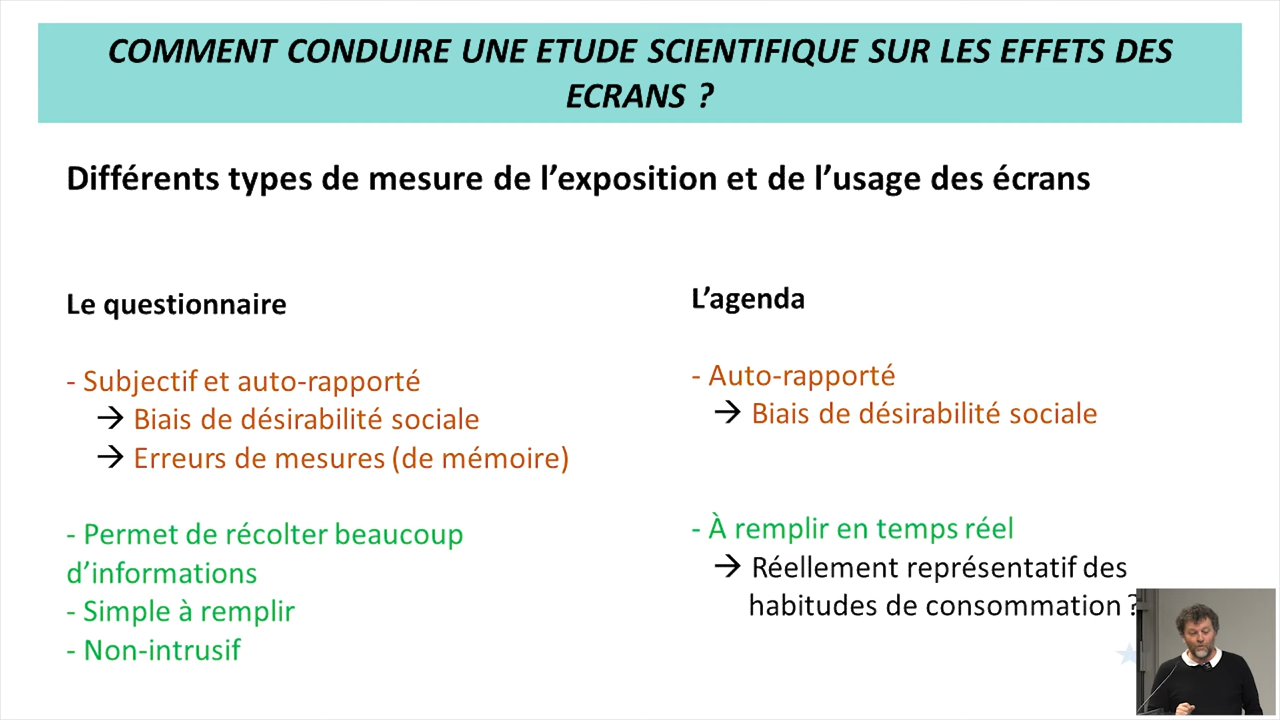 COMMENT CONDUIRE UNE ETUDE SCIENTIFIQUE SUR LES EFFETS DES
ECRANS ?
Différents types de mesure de l’exposition et de l’usage des écrans
Le questionnaire
- Subjectif et auto-rapporté
→ Biais de désirabilité sociale
→ Erreurs de mesures (de mémoire)
- Permet de récolter beaucoup
d’informations
- Simple à remplir
- Non-intrusif
L’agenda
- Auto-rapporté
→ Biais de désirabilité sociale
- À remplir en temps réel
→ Réellement représentatif des
habitudes de consommation ?